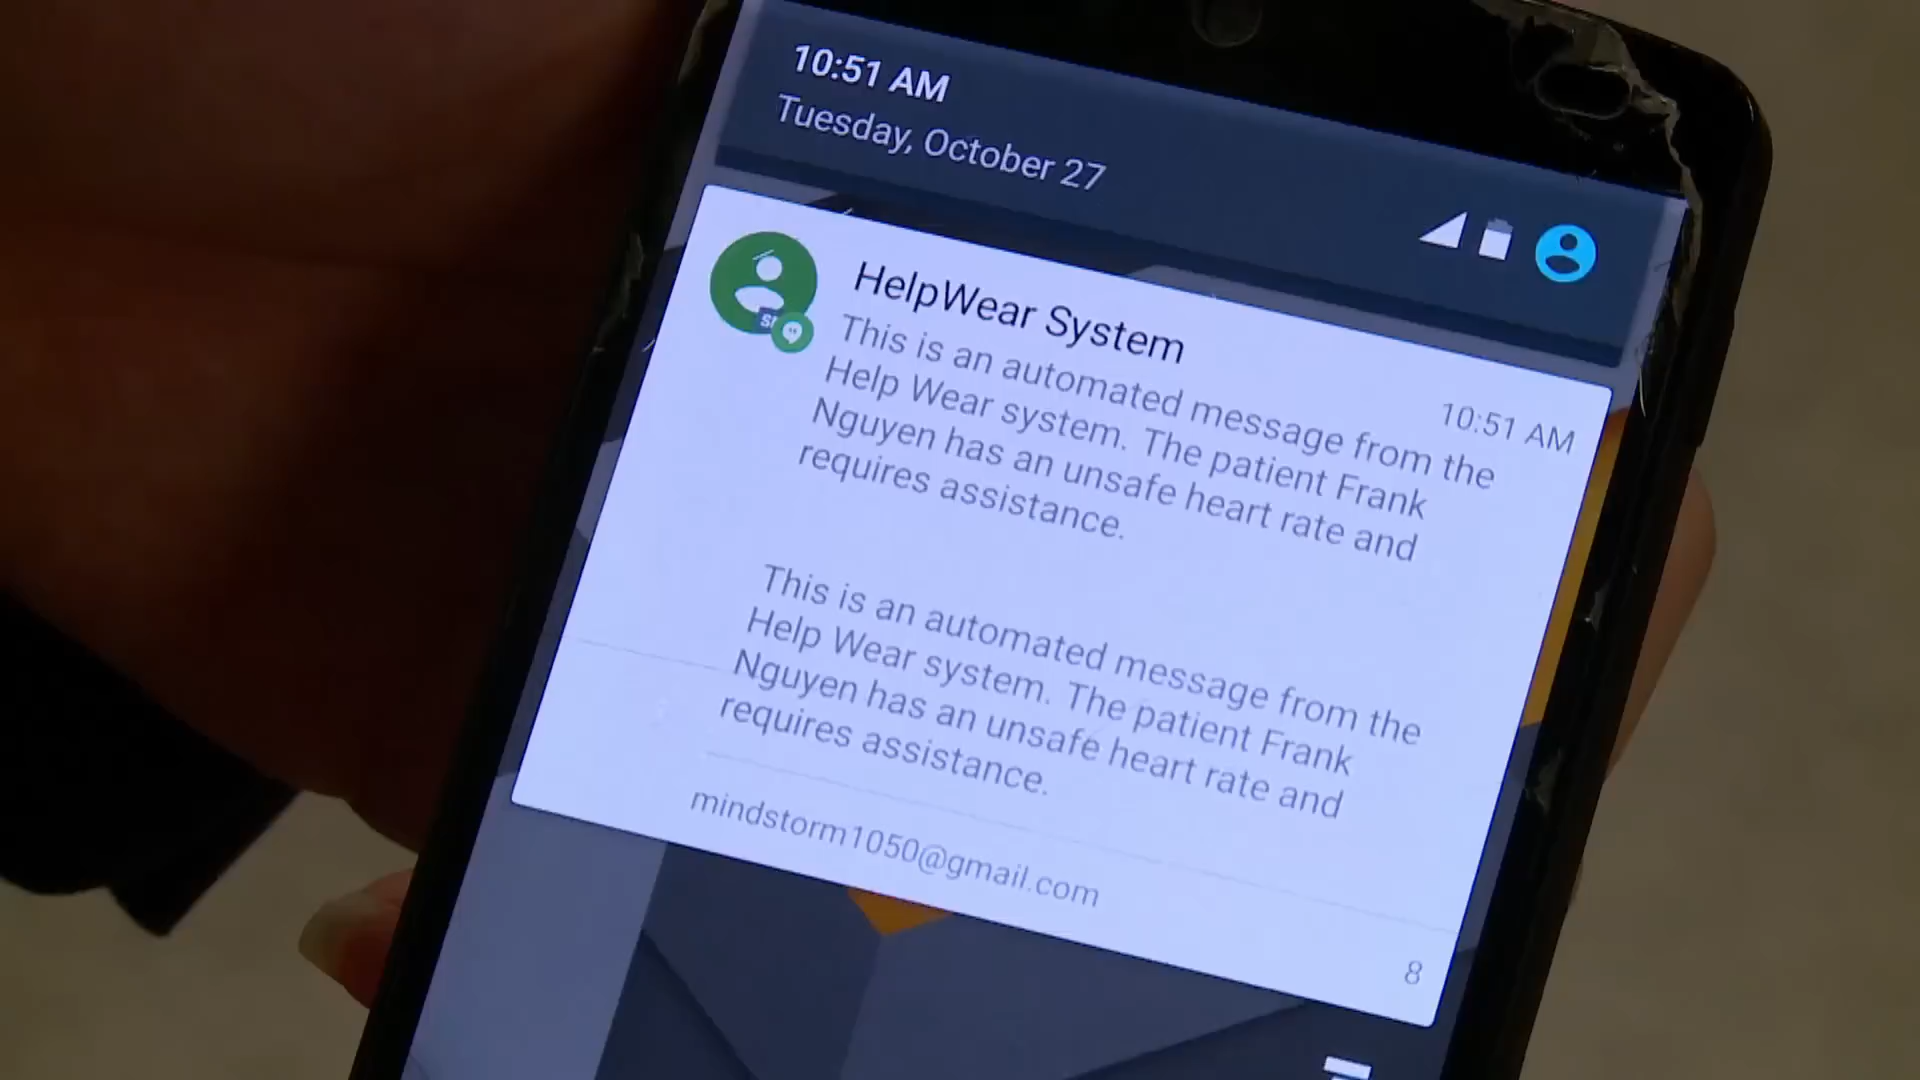 10:51 AM
Tuesday, October 27
HelpWear System
10:51 AM
This is an automated message from the
Help Wear system. The patient Frank
Nguyen has an unsafe heart rate and
requires assistance.
This is an automated message from the
Help Wear system. The patient Frank
Nguyen has an unsafe heart rate and
requires assistance.
mindstorm1050@gmail.com
8